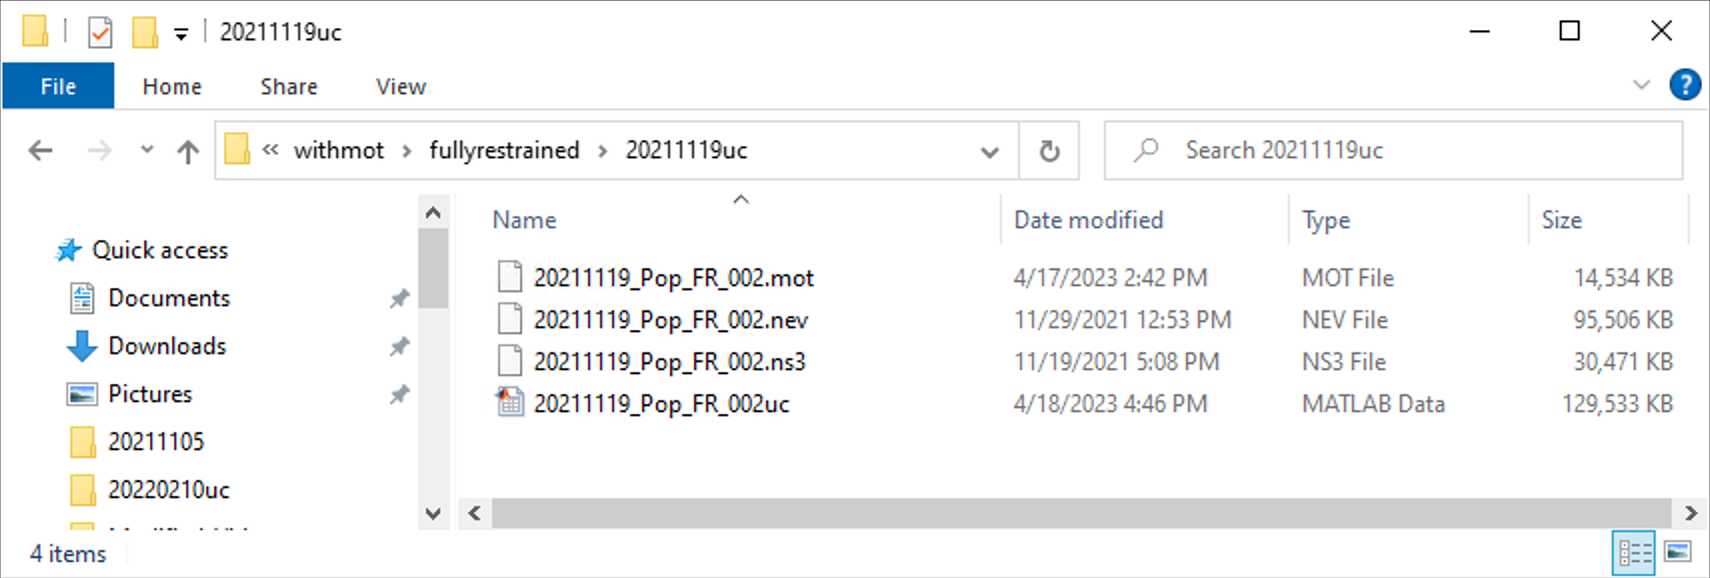 20211119uc
File Home Share View
withmot › fullyrestrained › 20211119uc
Search 20211119uc
Quick access
Documents
Downloads
Pictures
20211105
20220210uc
Name Date modified Type Size
20211119_Pop_FR_002.mot 4/17/2023 2:42 PM MOT File 14,534 KB
20211119_Pop_FR_002.nev 11/29/2021 12:53 PM NEV File 95,506 KB
20211119_Pop_FR_002.ns3 11/19/2021 5:08 PM NS3 File 30,471 KB
20211119_Pop_FR_002uc 4/18/2023 4:46 PM MATLAB Data 129,533 KB
4 items